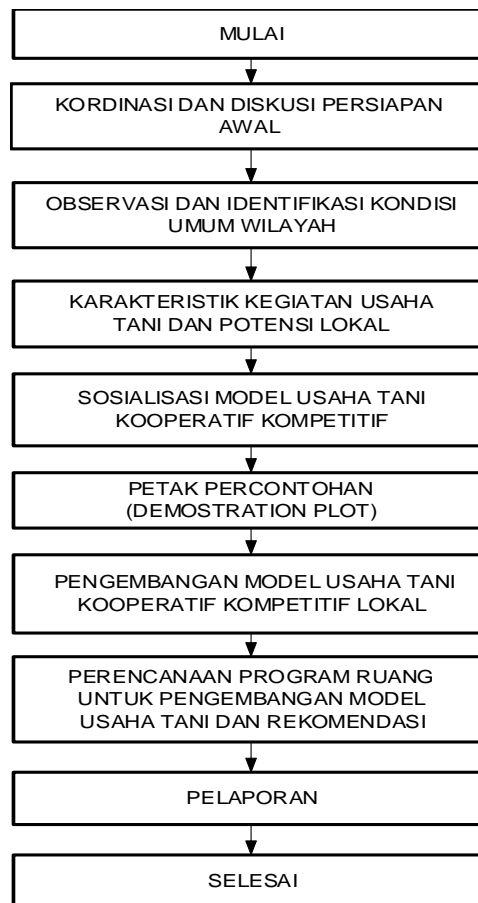 MULAI
KORDINASI DAN DISKUSI PERSIAPAN
AWAL
OBSERVASI DAN IDENTIFIKASI KONDISI
UMUM WILAYAH
KARAKTERISTIK KEGIATAN USAHA
TANI DAN POTENSI LOKAL
SOSIALISASI MODEL USAHA TANI
KOOPERATIF KOMPETITIF
PETAK PERCONTOHAN
(DEMOSTRATION PLOT)
PENGEMBANGAN MODEL USAHA TANI
KOOPERATIF KOMPETITIF LOKAL
PERENCANAAN PROGRAM RUANG
UNTUK PENGEMBANGAN MODEL
USAHA TANI DAN REKOMENDASI
PELAPORAN
SELESAI